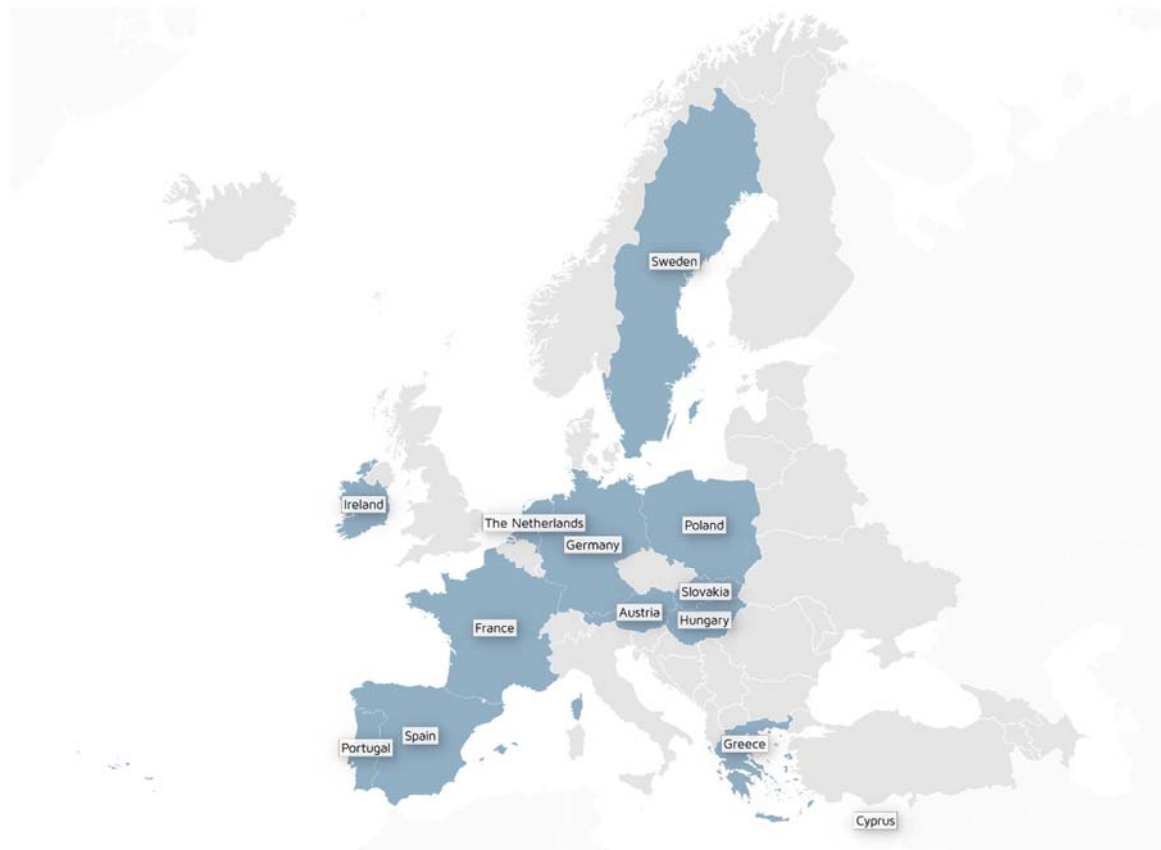 Sweden
Ireland
The Netherlands
Poland
Germany
Slovakia
Austria
Hungary
France
Spain
Portugal
Greece
Cyprus